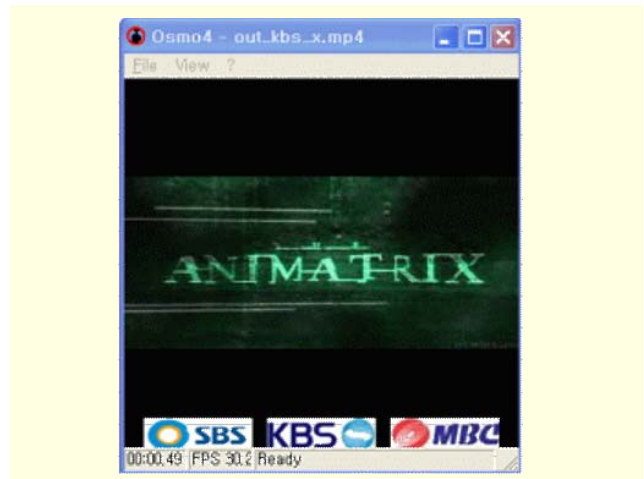 Osmo4 - out_kbs_x.mp4
File View ?
ANIMATRIX
SBS KBS MBC
00:00.49 FPS 30.2 Ready